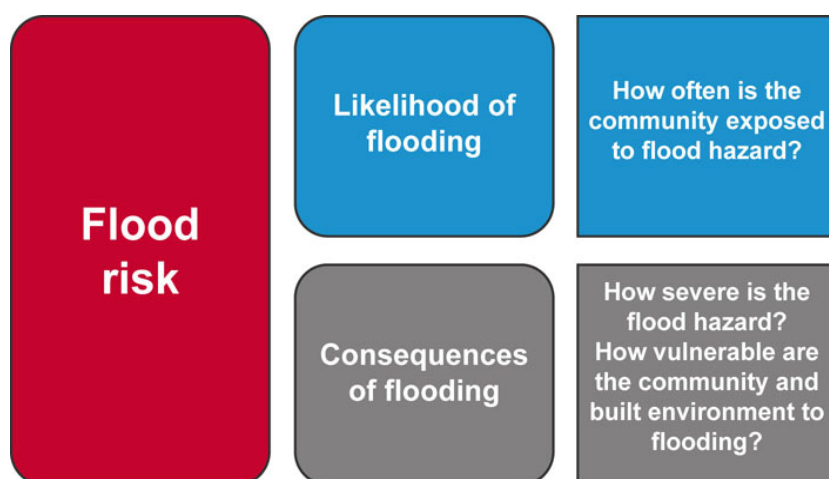 Flood
risk
Likelihood of
flooding
How often is the
community exposed
to flood hazard?
Consequences
of flooding
How severe is the
flood hazard?
How vulnerable are
the community and
built environment to
flooding?